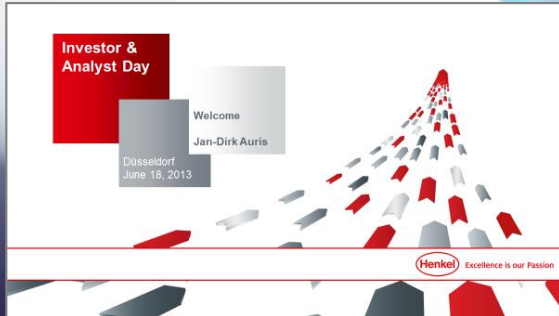 Investor &
Analyst Day
Welcome
Jan-Dirk Auris
Düsseldorf
June 18, 2013
Henkel Excellence is our Passion